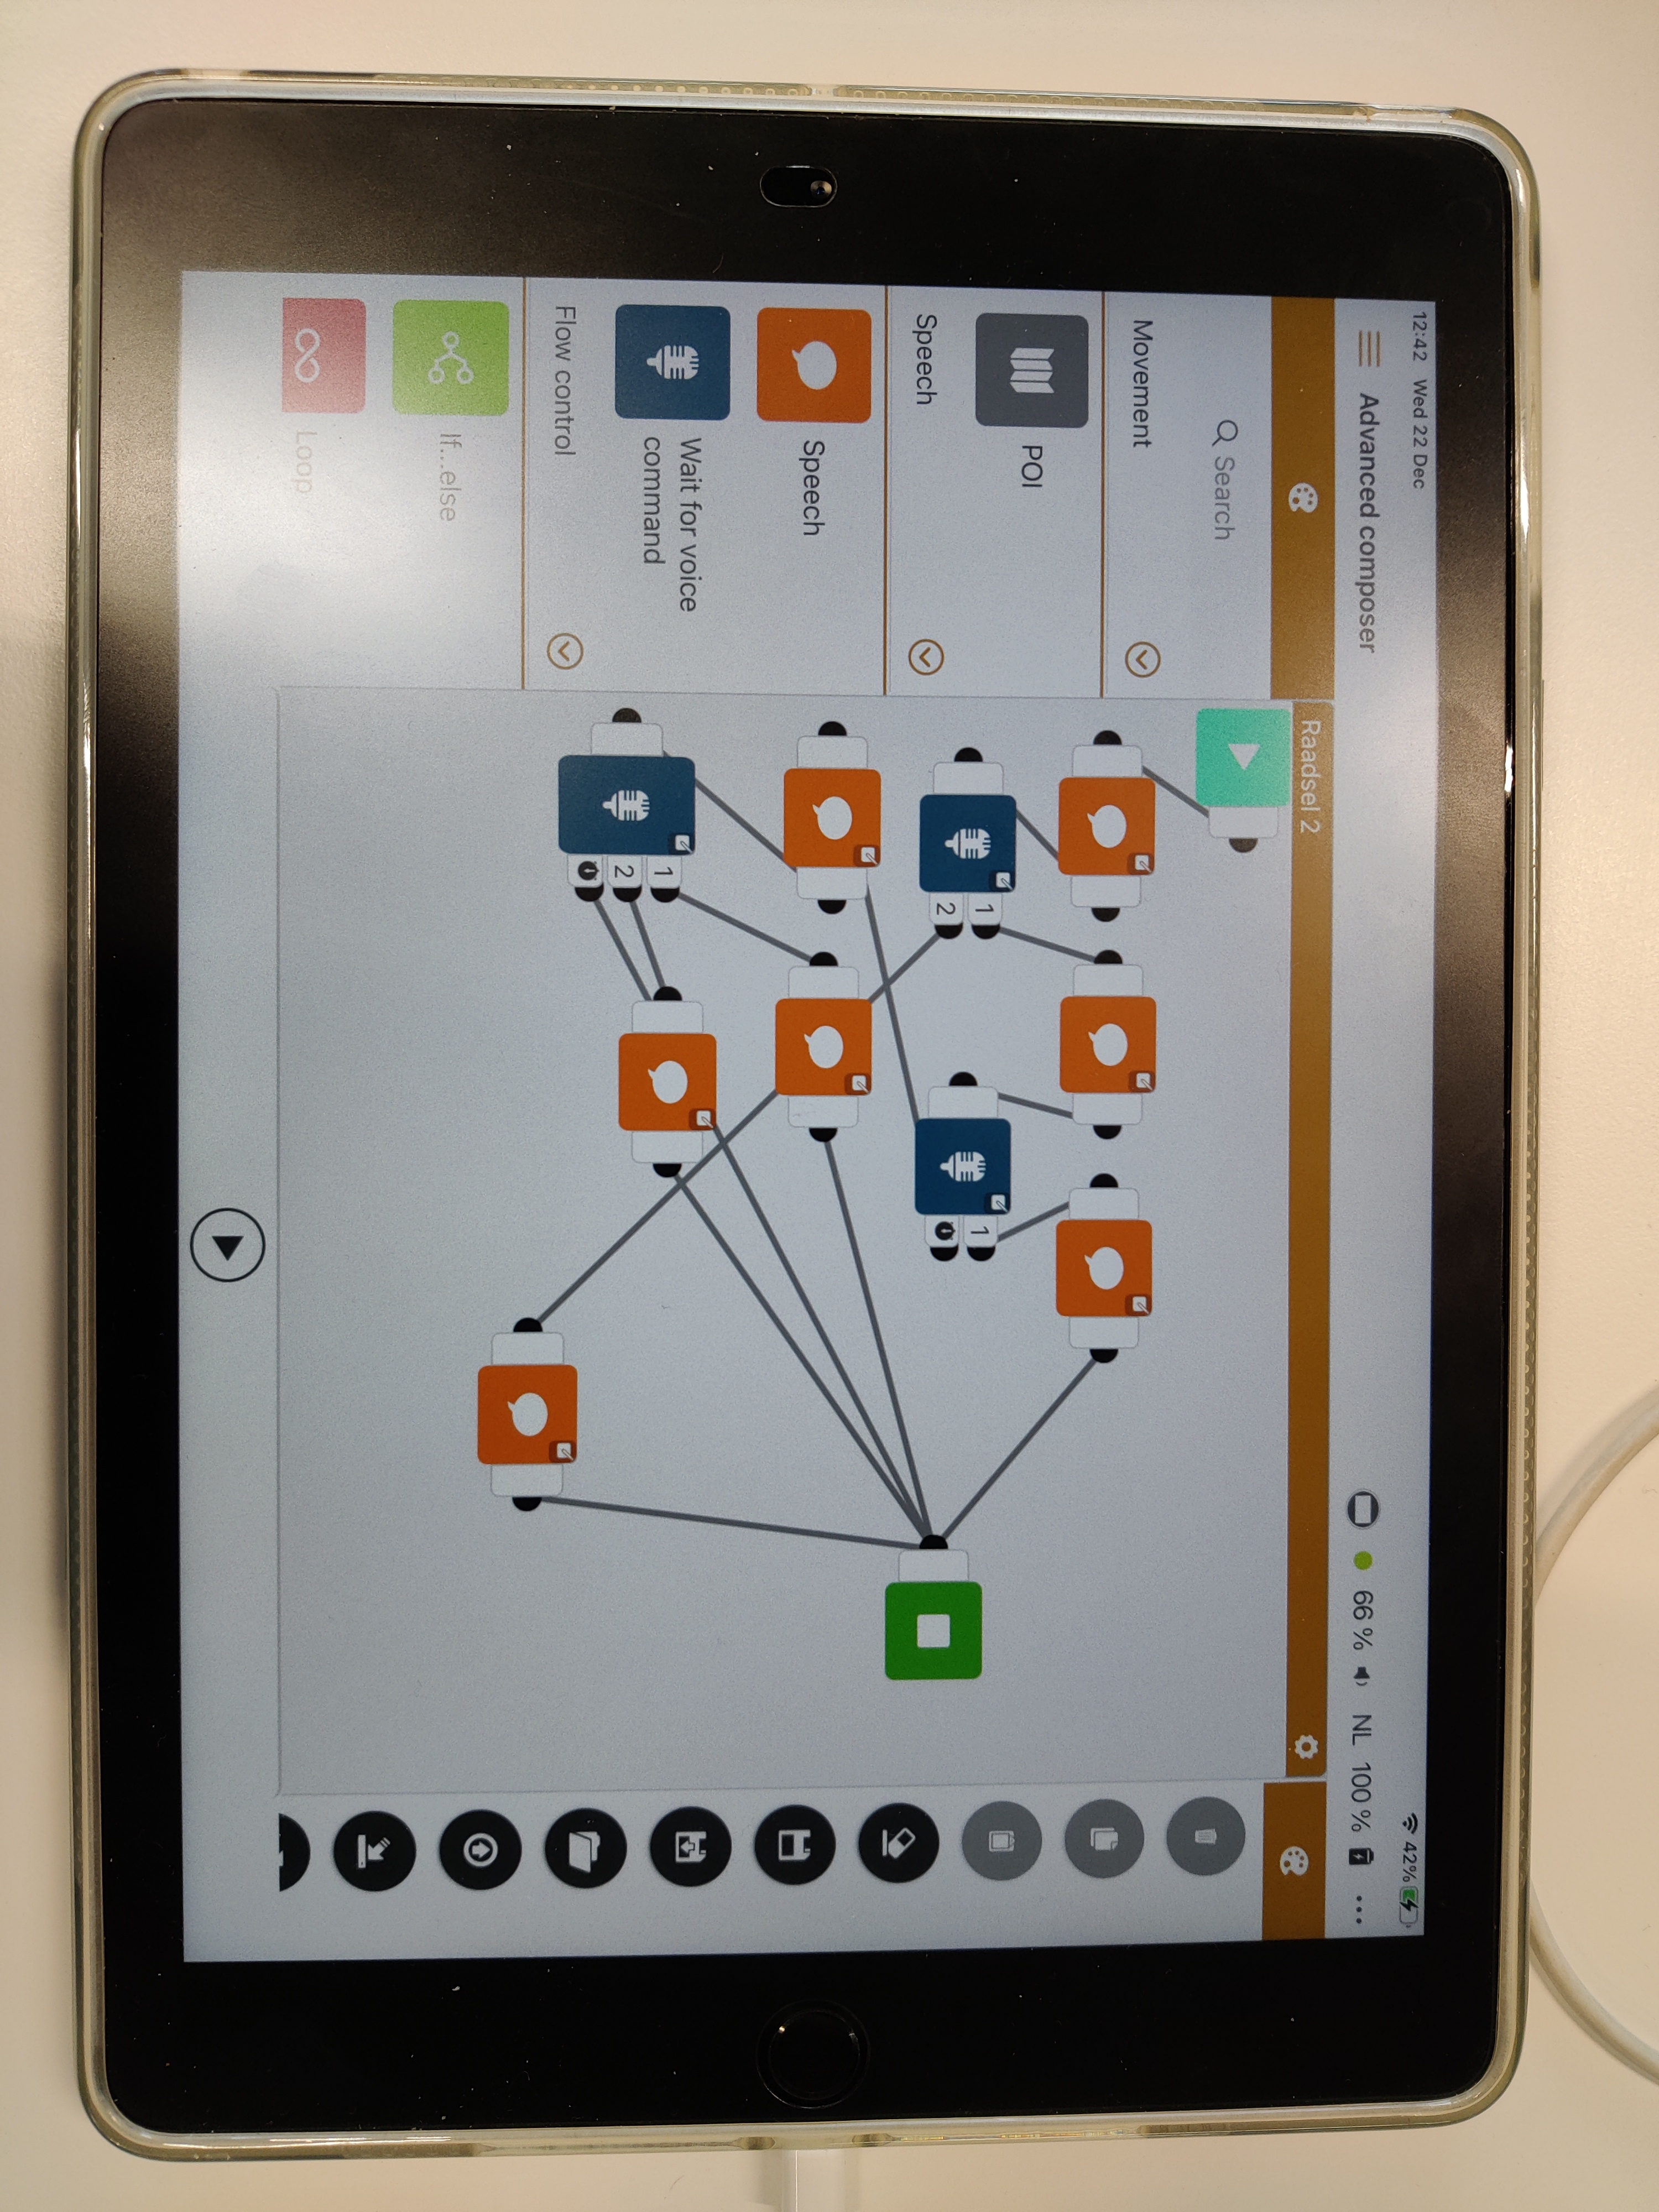 12:42 Wed 22 Dec
42%
Advanced composer
66 % NL 100 %
Search
Raadsel 2
Movement
POI
Speech
Speech
Wait for voice
command
Flow control
If...else
Loop
1
2
1
1
2